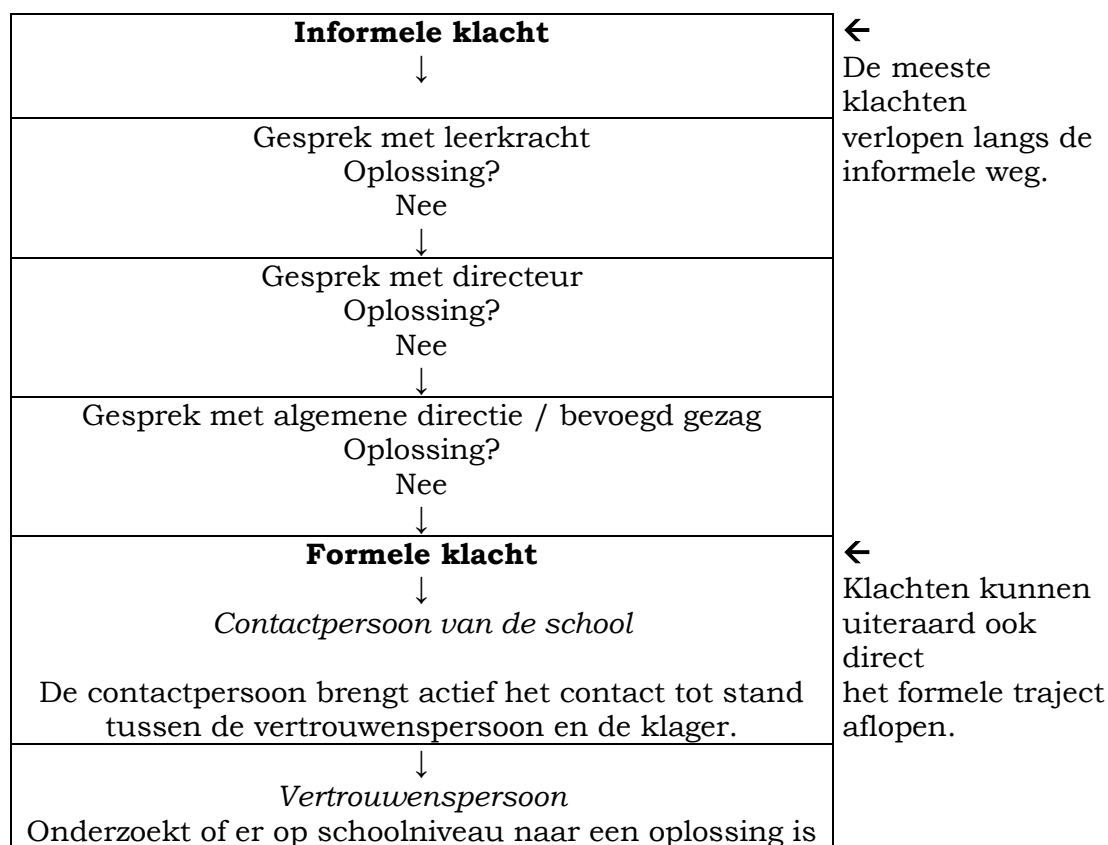 Informele klacht
↓
Gesprek met leerkracht
Oplossing?
Nee
↓
Gesprek met directeur
Oplossing?
Nee
↓
Gesprek met algemene directie / bevoegd gezag
Oplossing?
Nee
↓
Formele klacht
↓
Contactpersoon van de school
De contactpersoon brengt actief het contact tot stand
tussen de vertrouwenspersoon en de klager.
↓
Vertrouwenspersoon
Onderzoekt of er op schoolniveau naar een oplossing is
←
De meeste
klachten
verlopen langs de
informele weg.
←
Klachten kunnen
uiteraard ook
direct
het formele traject
aflopen.